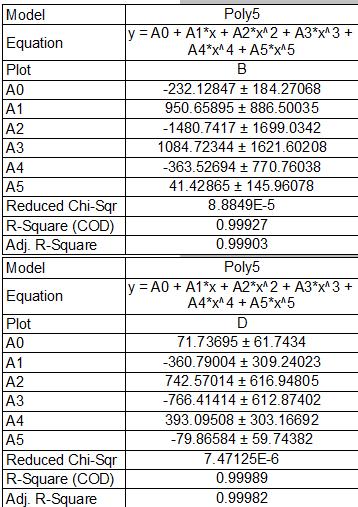 Model Poly5
Equation y = A0 + A1*x + A2*x^2 + A3*x^3 +
A4*x^4 + A5*x^5
Plot B
A0 -232.12847 ± 184.27068
A1 950.65895 ± 886.50035
A2 -1480.7417 ± 1699.0342
A3 1084.72344 ± 1621.60208
A4 -363.52694 ± 770.76038
A5 41.42865 ± 145.96078
Reduced Chi-Sqr 8.8849E-5
R-Square (COD) 0.99927
Adj. R-Square 0.99903
Model Poly5
Equation y = A0 + A1*x + A2*x^2 + A3*x^3 +
A4*x^4 + A5*x^5
Plot D
A0 71.73695 ± 61.7434
A1 -360.79004 ± 309.24023
A2 742.57014 ± 616.94805
A3 -766.41414 ± 612.87402
A4 393.09508 ± 303.16692
A5 -79.86584 ± 59.74382
Reduced Chi-Sqr 7.47125E-6
R-Square (COD) 0.99989
Adj. R-Square 0.99982